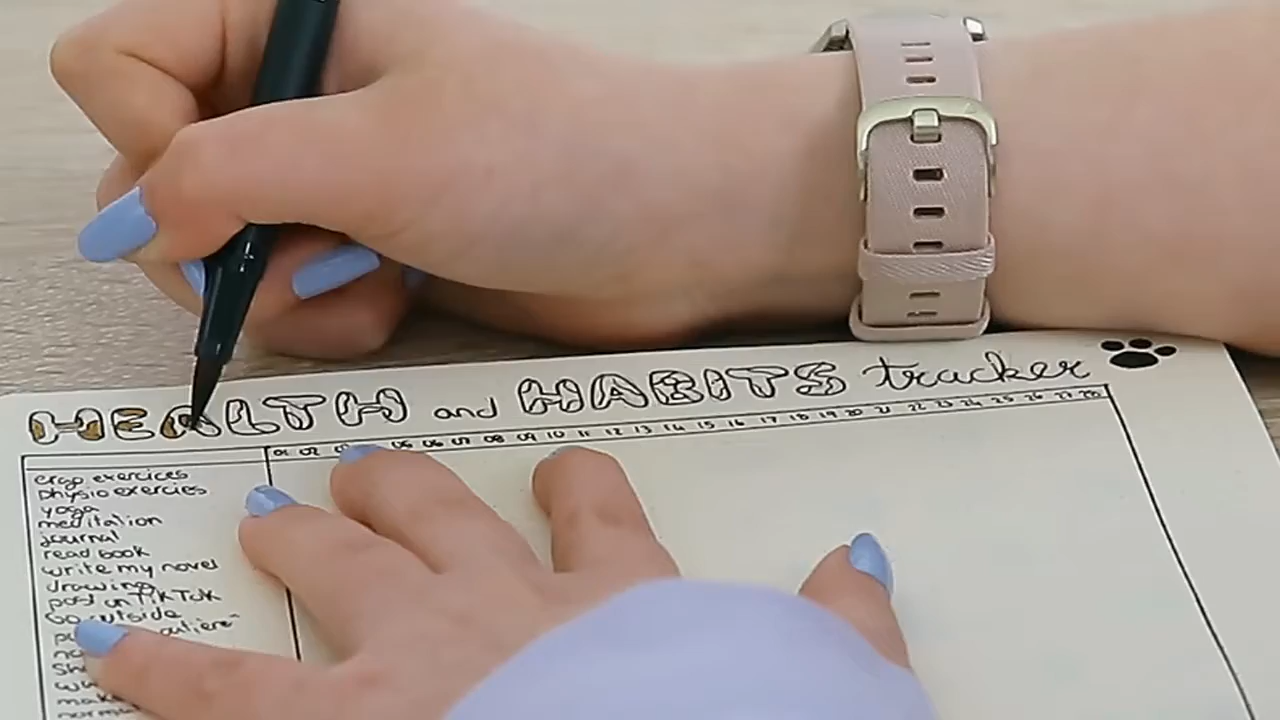 HEALTH and HABITS tracker
01 02 05 06 07 08 09 10 11 12 13 14 15 16 17 18 19 20 21 22 23 24 25 26 27 28
ergo exercices
physio exercies
yoga
meditation
journal
read book
write my novel
drawing
post on TikTok
Go outside